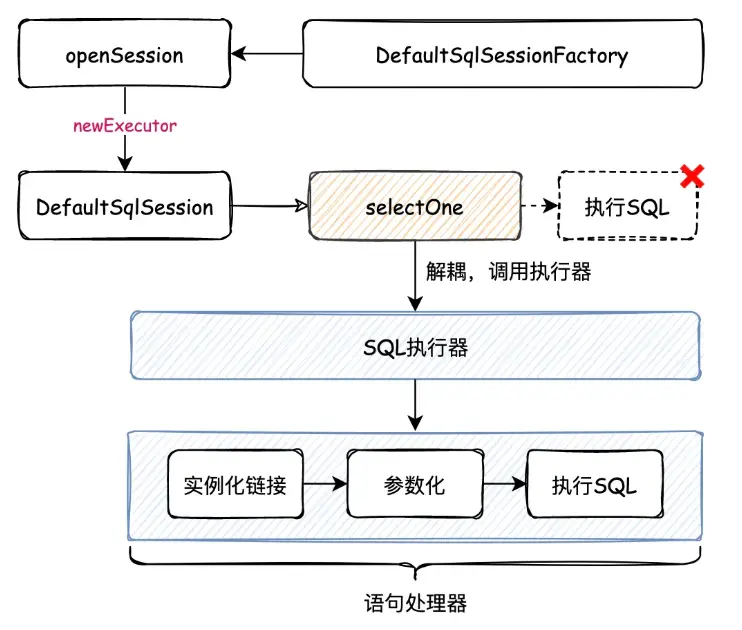 openSession
DefaultSqlSessionFactory
newExecutor
DefaultSqlSession
selectOne
执行SQL
解耦，调用执行器
SQL执行器
实例化链接
参数化
执行SQL
语句处理器